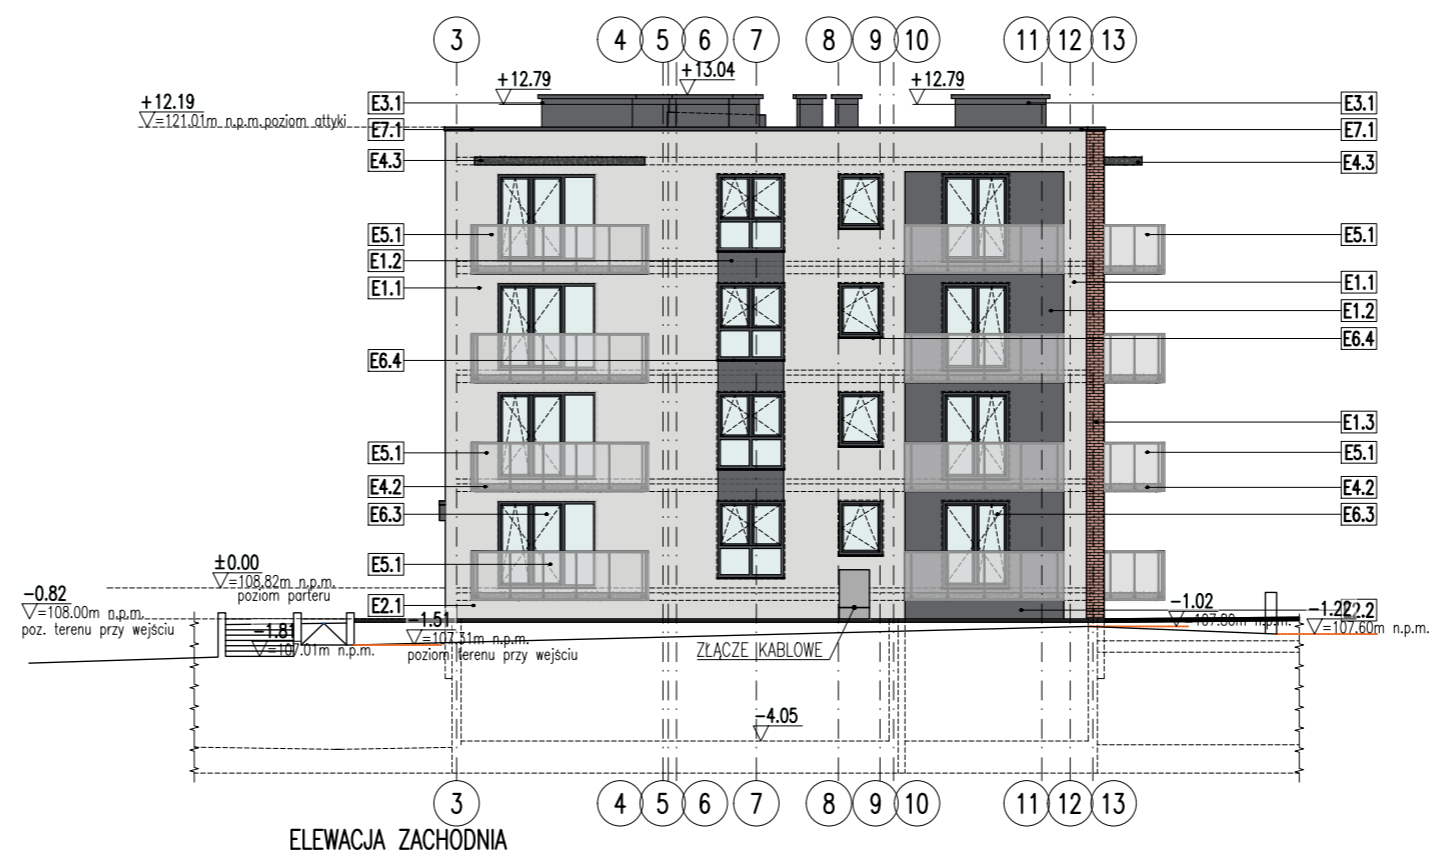 3 4 5 6 7 8 9 10 11 12 13
+13.04
+12.79 +12.79
+12.19
=121.01m n.p.m.poziom attyki
E3.1 E3.1
E7.1 E7.1
E4.3 E4.3
E5.1 E5.1
E1.2
E1.1 E1.1
E1.2
E6.4
E6.4
E1.3
E5.1 E5.1
E4.2 E4.2
E6.3 E6.3
±0.00
=108.82m n.p.m.
poziom parteru
E5.1
-0.82
=108.00m n.p.m.
poz. terenu przy wejściu
E2.1
-1.02
-1.22
=107.60m n.p.m.
-1.81
=107.01m n.p.m.
-1.51
=107.31m n.p.m.
poziom terenu przy wejściu
ZŁĄCZE KABLOWE
-4.05
3 4 5 6 7 8 9 10 11 12 13
ELEWACJA ZACHODNIA